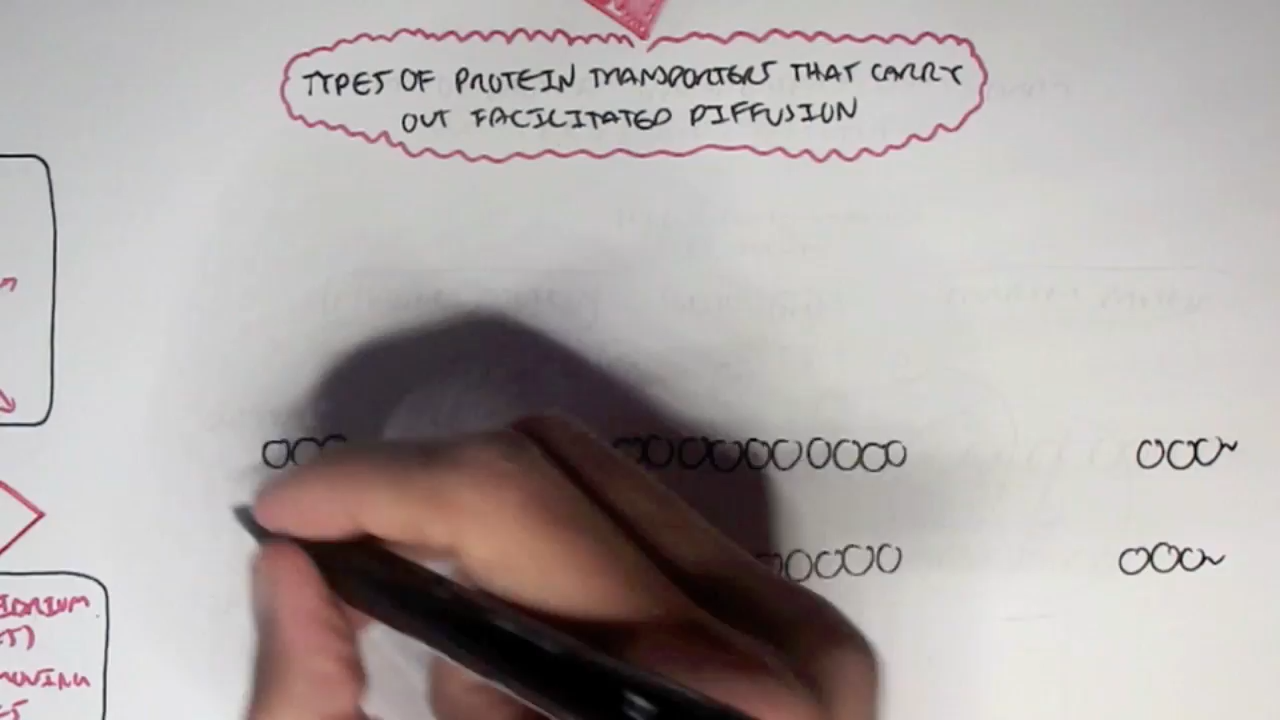 TYPES OF PROTEIN TRANSPORTERS THAT CARRY
OUT FACILITATED DIFFUSION